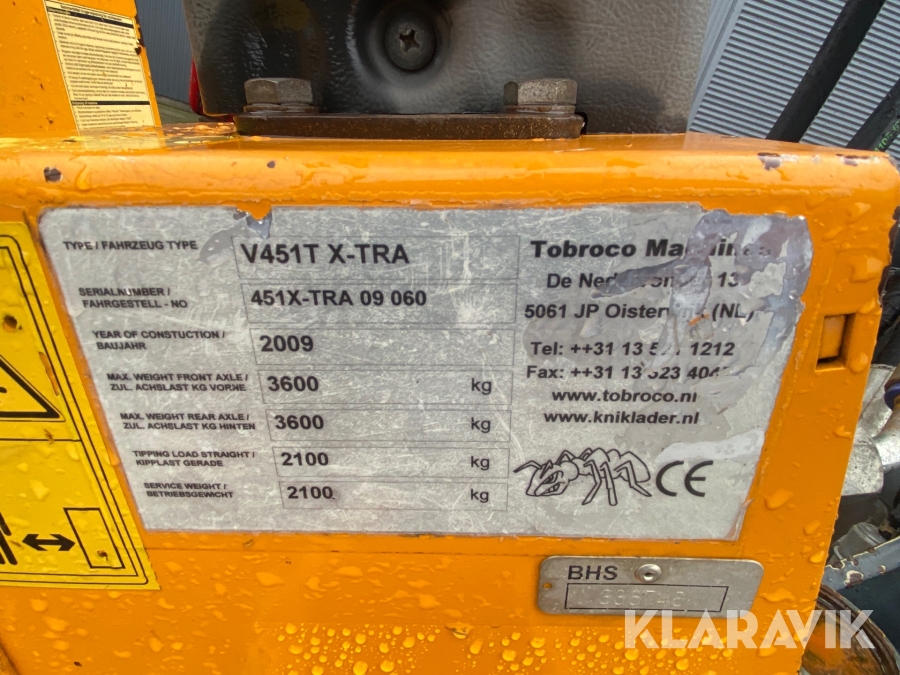 TYPE / FAHRZEUG TYPE
V451T X-TRA
SERIALNUMBER /
FAHRGESTELL - NO
451X-TRA 09 060
YEAR OF CONSTUCTION /
BAUJAHR
2009
MAX. WEIGHT FRONT AXLE /
ZUL. ACHSLAST KG VORNE
3600 kg
MAX. WEIGHT REAR AXLE /
ZUL. ACHSLAST KG HINTEN
3600 kg
TIPPING LOAD STRAIGHT /
KIPPLAST GERADE
2100 kg
SERVICE WEIGHT /
BETRIEBSGEWICHT
2100 kg
Tobroco
De 13
5061 JP (NL)
Tel: ++31 13 1212
Fax: ++31 13
www.tobroco.nl
www.kniklader.nl
CE
BHS
KLARAVIK